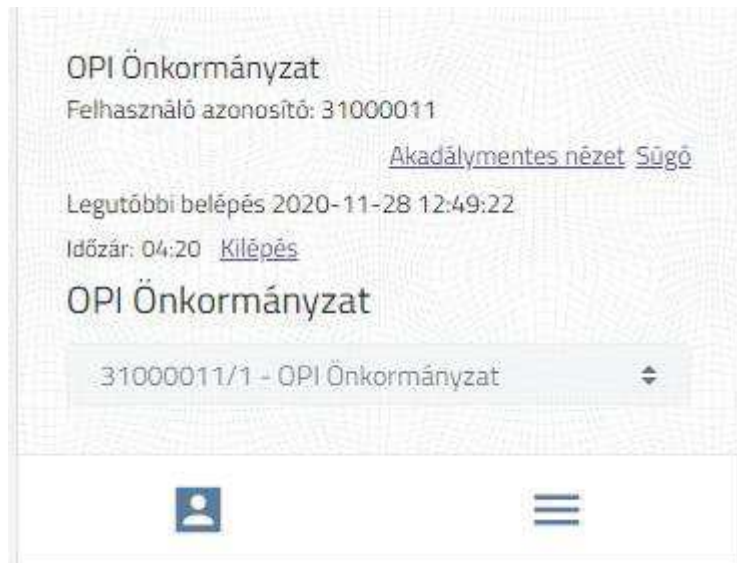 OPI Önkormányzat
Felhasználó azonosító: 31000011
Akadálymentes nézet Súgó
Legutóbbi belépés 2020-11-28 12:49:22
Időzár: 04:20 Kilépés
OPI Önkormányzat
31000011/1 - OPI Önkormányzat